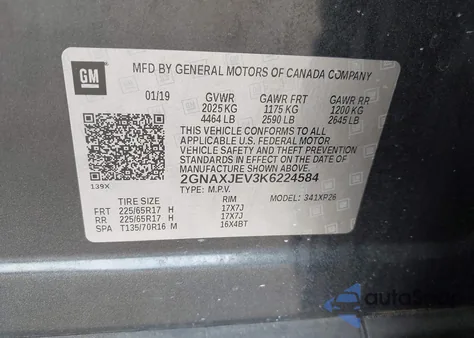 GM
MFD BY GENERAL MOTORS OF CANADA COMPANY
01/19 GVWR GAWR FRT GAWR RR
2025 KG 1175 KG 1200 KG
4464 LB 2590 LB 2645 LB
THIS VEHICLE CONFORMS TO ALL
APPLICABLE U.S. FEDERAL MOTOR
VEHICLE SAFETY AND THEFT PREVENTION
STANDARDS IN EFFECT ON THE DATE OF
MANUFACTURE SHOWN ABOVE.
2GNAXJEV3K6224584
139X TYPE: M.P.V.
TIRE SIZE RIM MODEL: 341XP26
FRT 225/65R17 H 17X7J
RR 225/65R17 H 17X7J
SPA T135/70R16 M 16X4BT